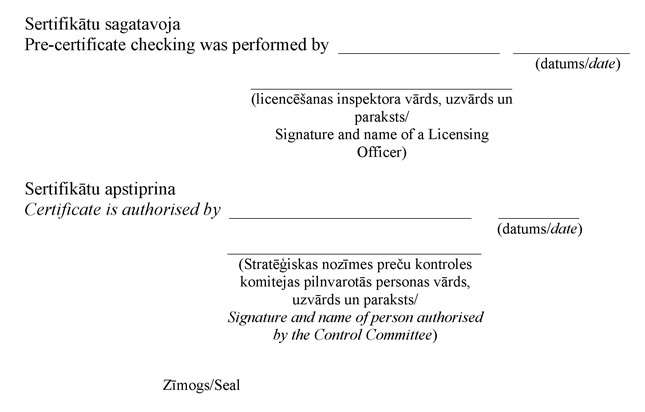 Sertifikātu sagatavoja
Pre-certificate checking was performed by
(datums/date)
(licencēšanas inspektora vārds, uzvārds un
paraksts/
Signature and name of a Licensing
Officer)
Sertifikātu apstiprina
Certificate is authorised by
(datums/date)
(Stratēģiskas nozīmes preču kontroles
komitejas pilnvarotās personas vārds,
uzvārds un paraksts/
Signature and name of person authorised
by the Control Committee)
Zīmogs/Seal